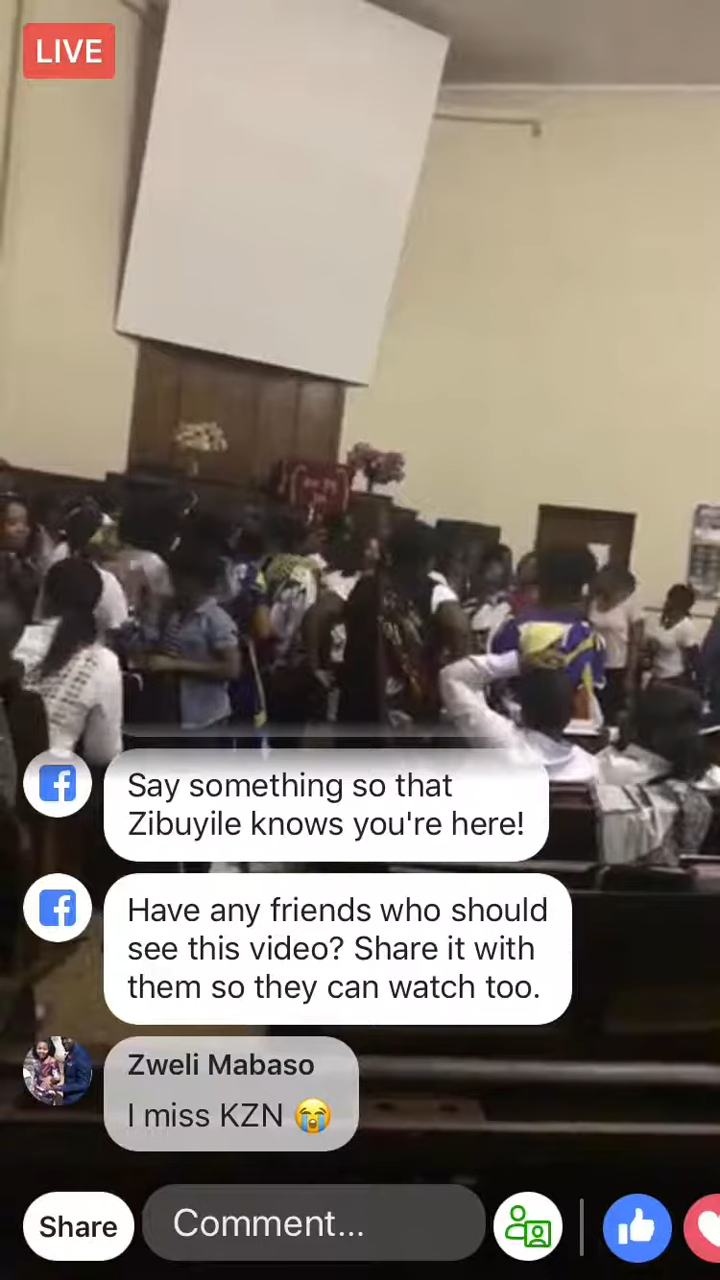 LIVE
Say something so that
Zibuyile knows you're here!
Have any friends who should
see this video? Share it with
them so they can watch too.
Zweli Mabaso
I miss KZN 😭
Share
Comment...